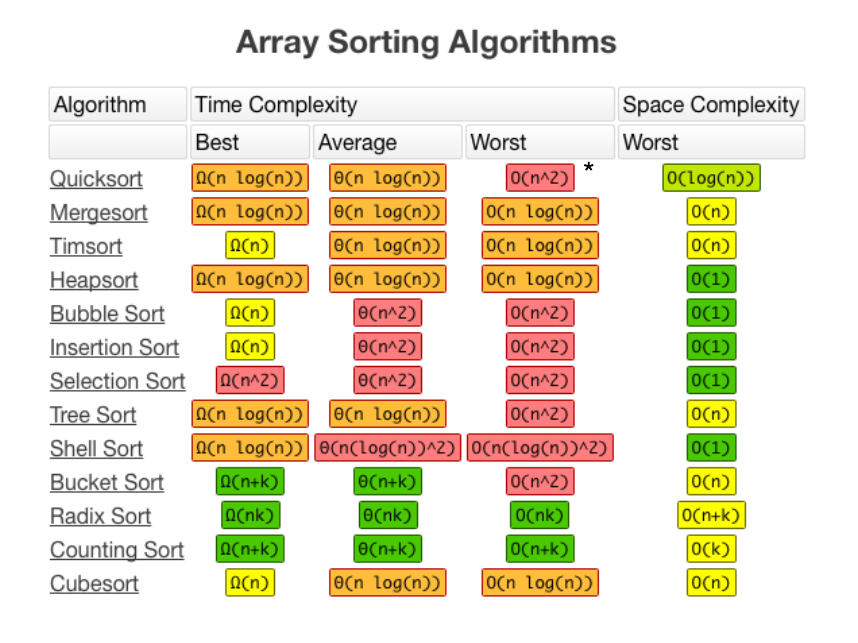 Array Sorting Algorithms
Algorithm Time Complexity Space Complexity
Best Average Worst Worst
Quicksort Ω(n log(n)) θ(n log(n)) O(n^2) * O(log(n))
Mergesort Ω(n log(n)) θ(n log(n)) O(n log(n)) O(n)
Timsort Ω(n) θ(n log(n)) O(n log(n)) O(n)
Heapsort Ω(n log(n)) θ(n log(n)) O(n log(n)) O(1)
Bubble Sort Ω(n) θ(n^2) O(n^2) O(1)
Insertion Sort Ω(n) θ(n^2) O(n^2) O(1)
Selection Sort Ω(n^2) θ(n^2) O(n^2) O(1)
Tree Sort Ω(n log(n)) θ(n log(n)) O(n^2) O(n)
Shell Sort Ω(n log(n)) θ(n(log(n))^2) O(n(log(n))^2) O(1)
Bucket Sort Ω(n+k) θ(n+k) O(n^2) O(n)
Radix Sort Ω(nk) θ(nk) O(nk) O(n+k)
Counting Sort Ω(n+k) θ(n+k) O(n+k) O(k)
Cubesort Ω(n) θ(n log(n)) O(n log(n)) O(n)